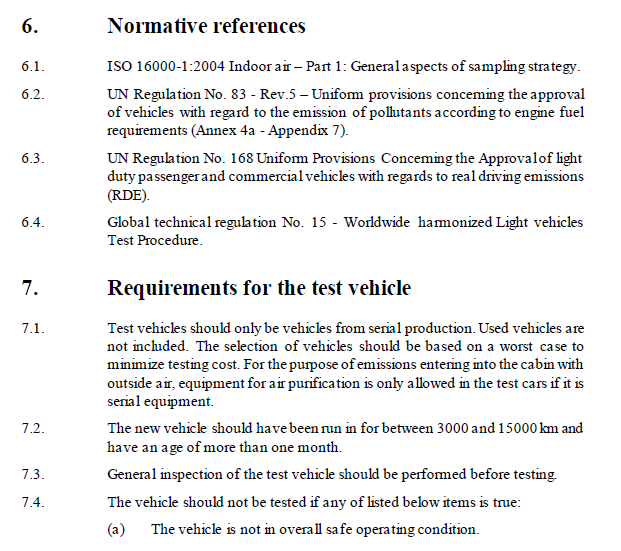 6. Normative references
6.1. ISO 16000-1:2004 Indoor air – Part 1: General aspects of sampling strategy.
6.2. UN Regulation No. 83 - Rev.5 – Uniform provisions concerning the approval
of vehicles with regard to the emission of pollutants according to engine fuel
requirements (Annex 4a - Appendix 7).
6.3. UN Regulation No. 168 Uniform Provisions Concerning the Approval of light
duty passenger and commercial vehicles with regards to real driving emissions
(RDE).
6.4. Global technical regulation No. 15 - Worldwide harmonized Light vehicles
Test Procedure.
7. Requirements for the test vehicle
7.1. Test vehicles should only be vehicles from serial production. Used vehicles are
not included. The selection of vehicles should be based on a worst case to
minimize testing cost. For the purpose of emissions entering into the cabin with
outside air, equipment for air purification is only allowed in the test cars if it is
serial equipment.
7.2. The new vehicle should have been run in for between 3000 and 15000 km and
have an age of more than one month.
7.3. General inspection of the test vehicle should be performed before testing.
7.4. The vehicle should not be tested if any of listed below items is true:
(a) The vehicle is not in overall safe operating condition.